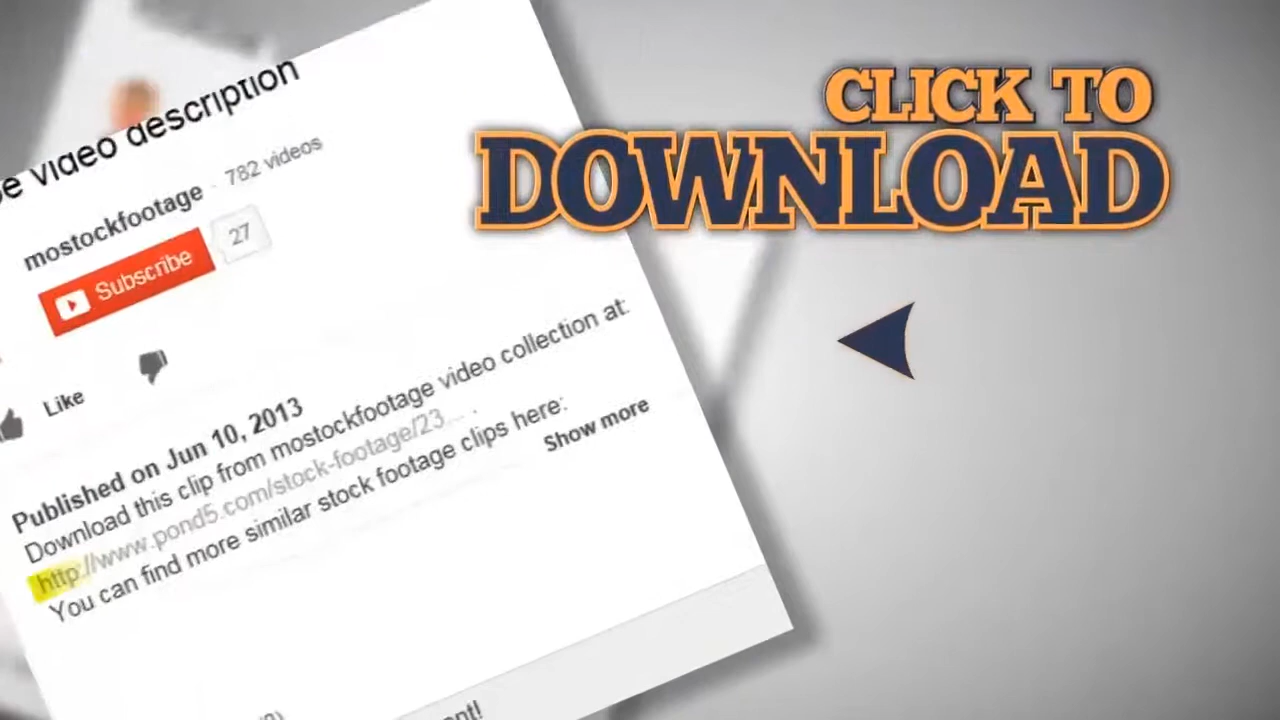 CLICK TO
DOWNLOAD
video description
mostockfootage · 782 videos
Subscribe
27
Like
Published on Jun 10, 2013
Download this clip from mostockfootage video collection at:
http://www.pond5.com/stock-footage/23... .
You can find more similar stock footage clips here:
Show more